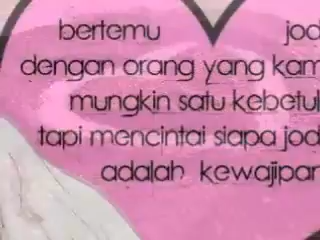 bertemu jod
dengan orang yang kam
mungkin satu kebetul
tapi mencintai siapa jod
adalah kewajipan